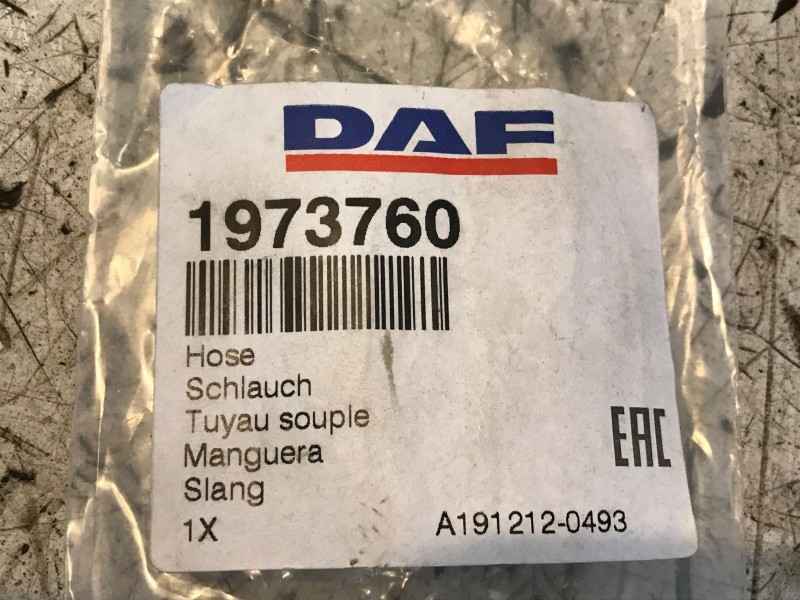 DAF
1973760
Hose
Schlauch
Tuyau souple
Manguera
Slang
EAC
1X A191212-0493